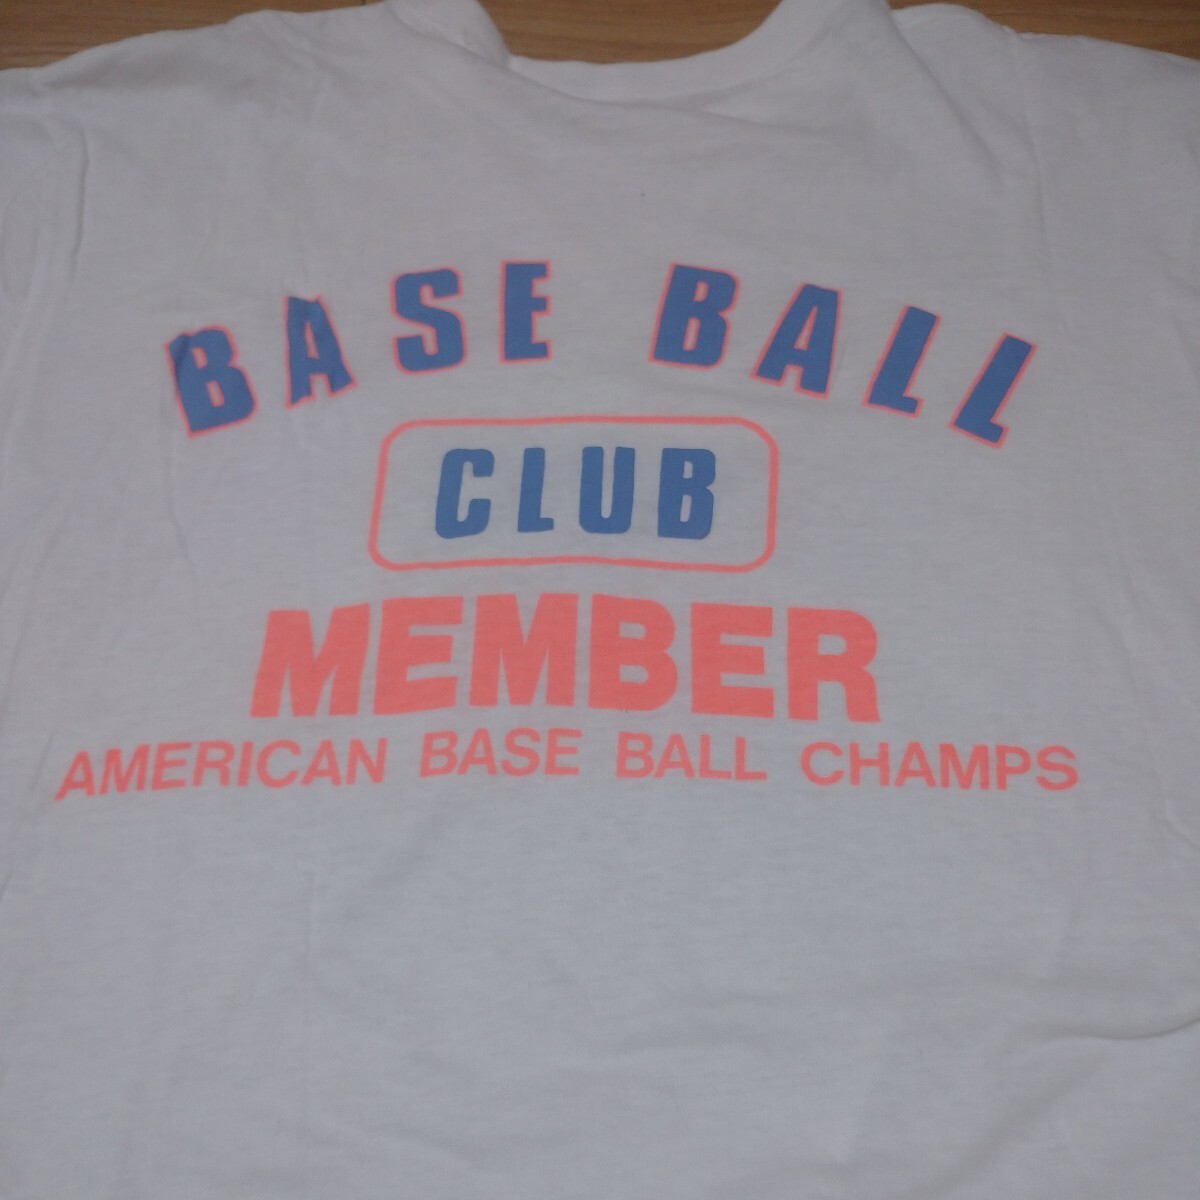 BASE BALL
CLUB
MEMBER
AMERICAN BASE BALL CHAMPS